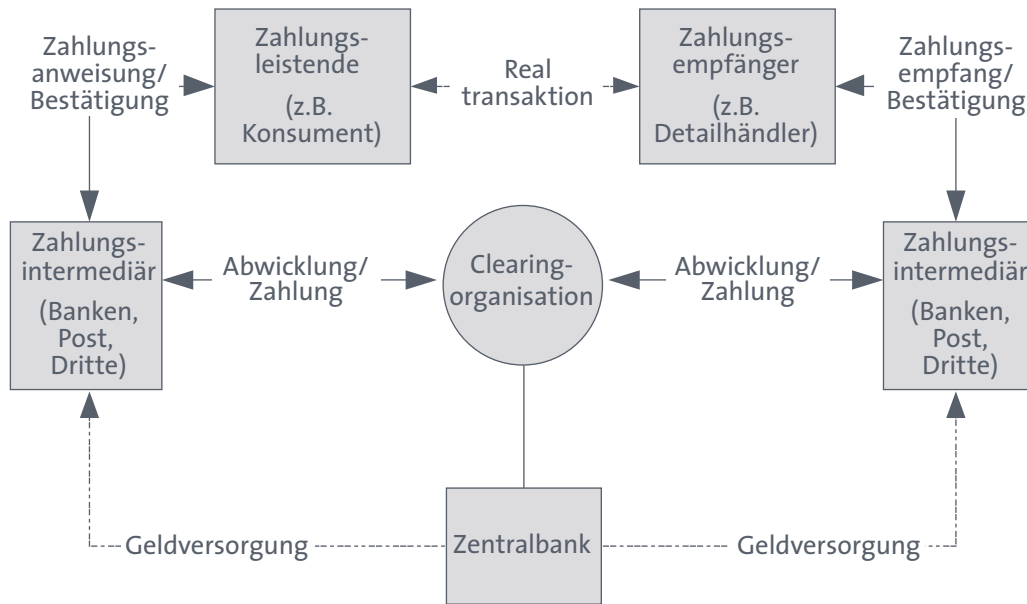 Zahlungs-
anweisung/
Bestätigung
Zahlungs-
leistende
(z.B.
Konsument)
Real
transaktion
Zahlungs-
empfänger
(z.B.
Detailhändler)
Zahlungs-
empfang/
Bestätigung
Zahlungs-
intermediär
(Banken,
Post,
Dritte)
Abwicklung/
Zahlung
Clearing-
organisation
Abwicklung/
Zahlung
Zahlungs-
intermediär
(Banken,
Post,
Dritte)
Geldversorgung
Zentralbank
Geldversorgung